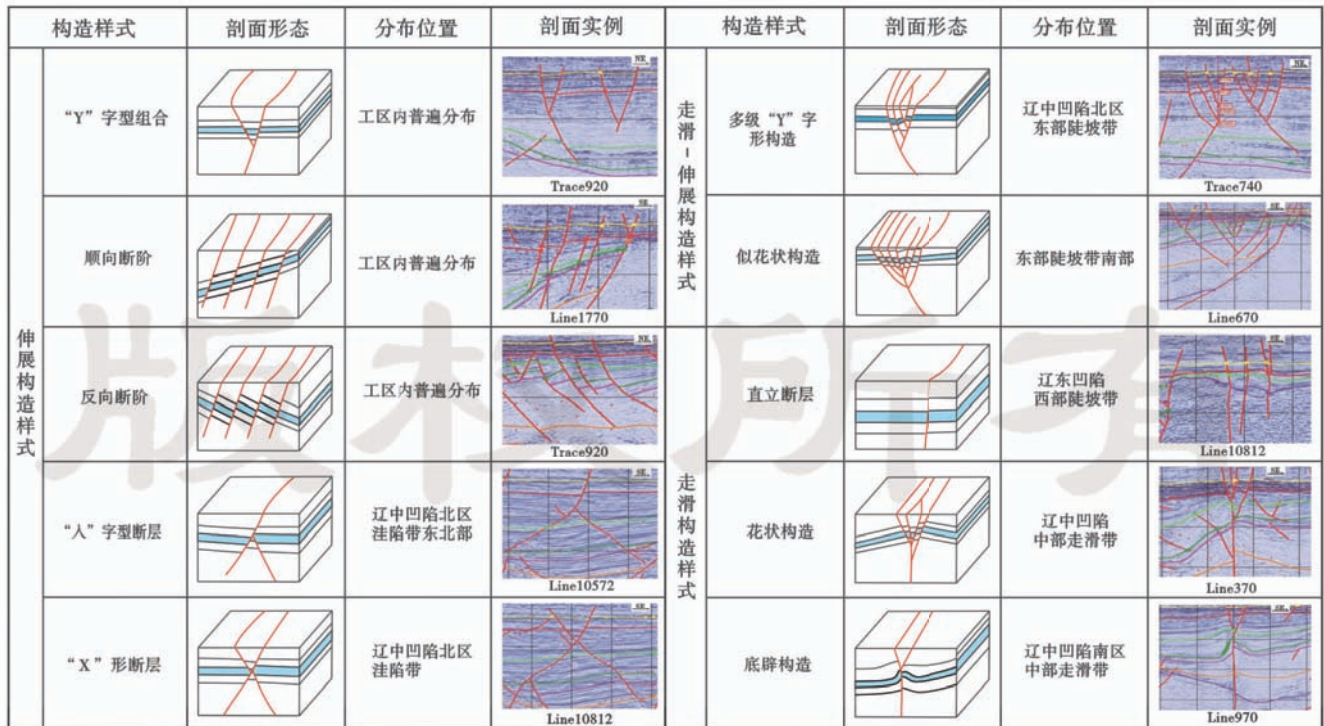 构造样式 剖面形态 分布位置 剖面实例 构造样式 剖面形态 分布位置 剖面实例
伸展构造样式
“Y”字型组合
工区内普遍分布
Trace920
顺向断阶
工区内普遍分布
Line1770
反向断阶
工区内普遍分布
Trace920
“人”字型断层
辽中凹陷北区
洼陷带东北部
Line10572
“X”形断层
辽中凹陷北区
洼陷带
Line10812
走滑-伸展构造样式
多级“Y”字
形构造
辽中凹陷北区
东部陡坡带
Trace740
似花状构造
东部陡坡带南部
Line670
走滑构造样式
直立断层
辽东凹陷
西部陡坡带
Line10812
花状构造
辽中凹陷
中部走滑带
Line370
底辟构造
辽中凹陷南区
中部走滑带
Line970
版权所有